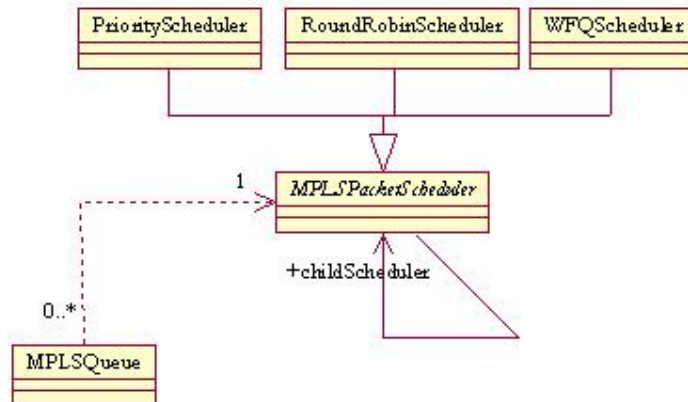 PriorityScheduler
RoundRobinScheduler
WFQScheduler
MPLSPacketScheduler
1
+childScheduler
0..*
MPLSQueue